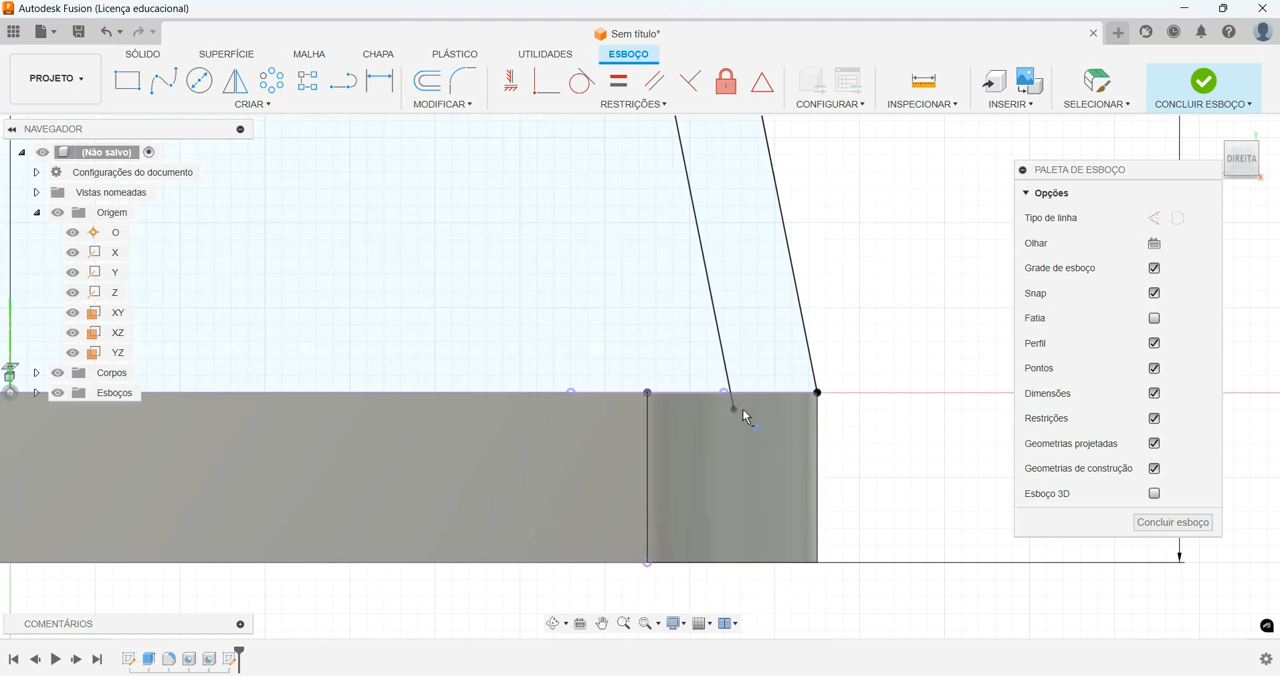 Autodesk Fusion (Licença educacional)
Sem título*
SÓLIDO SUPERFÍCIE MALHA CHAPA PLÁSTICO UTILIDADES ESBOÇO
PROJETO
CRIAR MODIFICAR RESTRIÇÕES CONFIGURAR INSPECIONAR INSERIR SELECIONAR CONCLUIR ESBOÇO
NAVEGADOR
(Não salvo)
Configurações do documento
Vistas nomeadas
Origem
O
X
Y
Z
XY
XZ
YZ
Corpos
Esboços
Y
DIREITA
X
PALETA DE ESBOÇO
Opções
Tipo de linha
Olhar
Grade de esboço
Snap
Fatia
Perfil
Pontos
Dimensões
Restrições
Geometrias projetadas
Geometrias de construção
Esboço 3D
Concluir esboço
COMENTÁRIOS